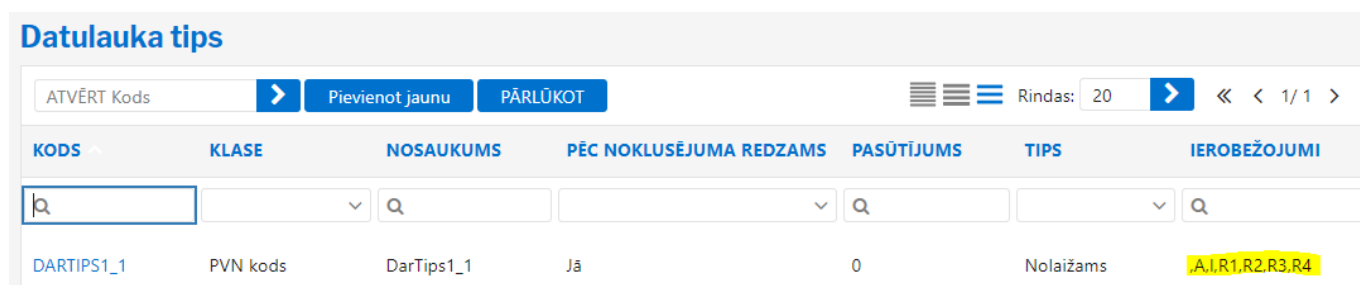 Datulauka tips
ATVĒRT Kods Pievienot jaunu PĀRLŪKOT Rindas: 20 1/ 1
KODS KLASE NOSAUKUMS PĒC NOKLUSĒJUMA REDZAMS PASŪTĪJUMS TIPS IEROBEŽOJUMI
DARTIPS1_1 PVN kods DarTips1_1 Jā 0 Nolaižams ,A,I,R1,R2,R3,R4